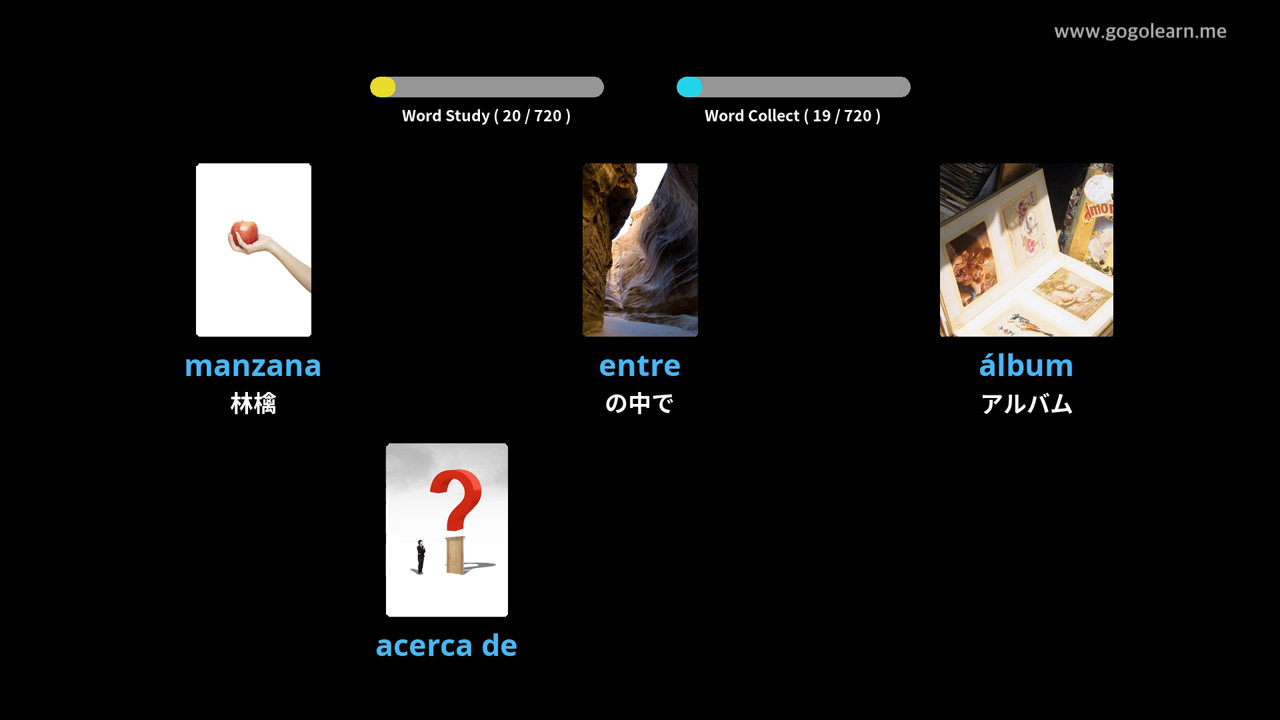 www.gogolearn.me
Word Study ( 20 / 720 )
Word Collect ( 19 / 720 )
manzana
林檎
entre
の中で
álbum
アルバム
acerca de